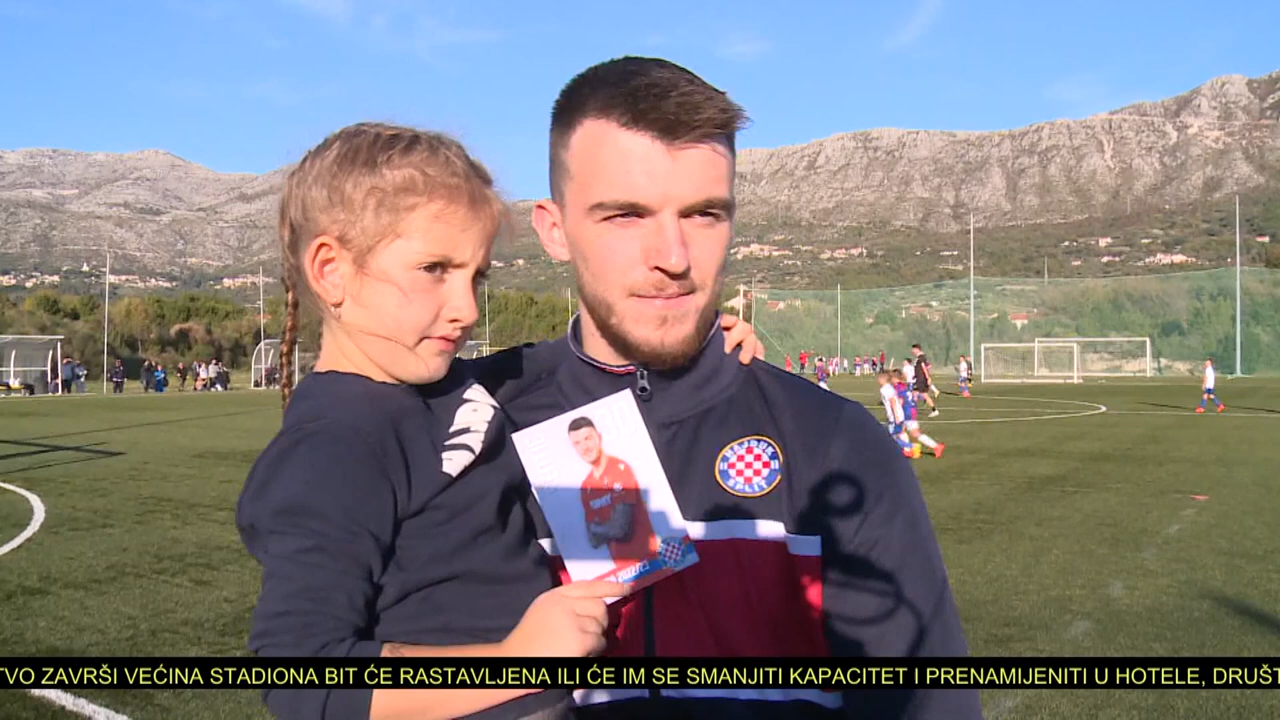 HAJDUK
SPLIT
TVO ZAVRŠI VEĆINA STADIONA BIT ĆE RASTAVLJENA ILI ĆE IM SE SMANJITI KAPACITET I PRENAMIJENITI U HOTELE, DRUŠT